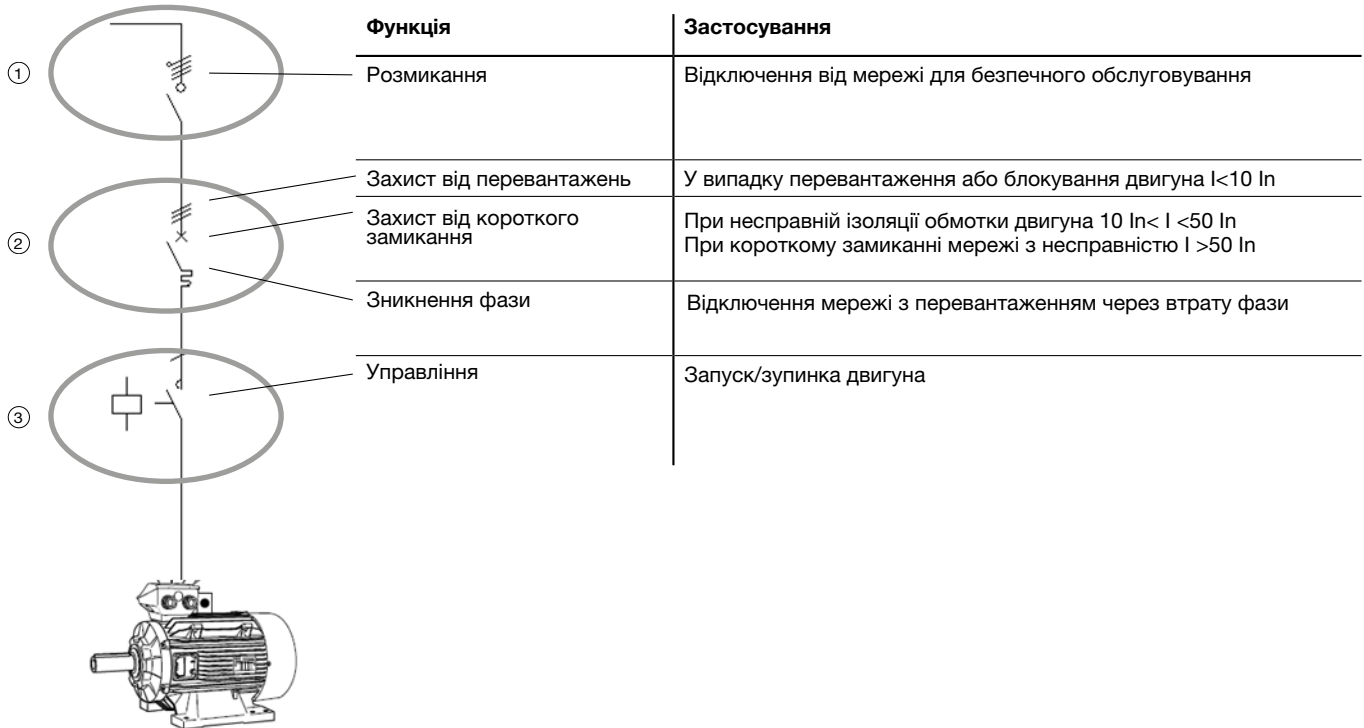 Функція
Застосування
1
Розмикання
Відключення від мережі для безпечного обслуговування
Захист від перевантажень
У випадку перевантаження або блокування двигуна I<10 In
2
Захист від короткого
замикання
При несправній ізоляції обмотки двигуна 10 In< I <50 In
При короткому замиканні мережі з несправністю I >50 In
Зникнення фази
Відключення мережі з перевантаженням через втрату фази
3
Управління
Запуск/зупинка двигуна